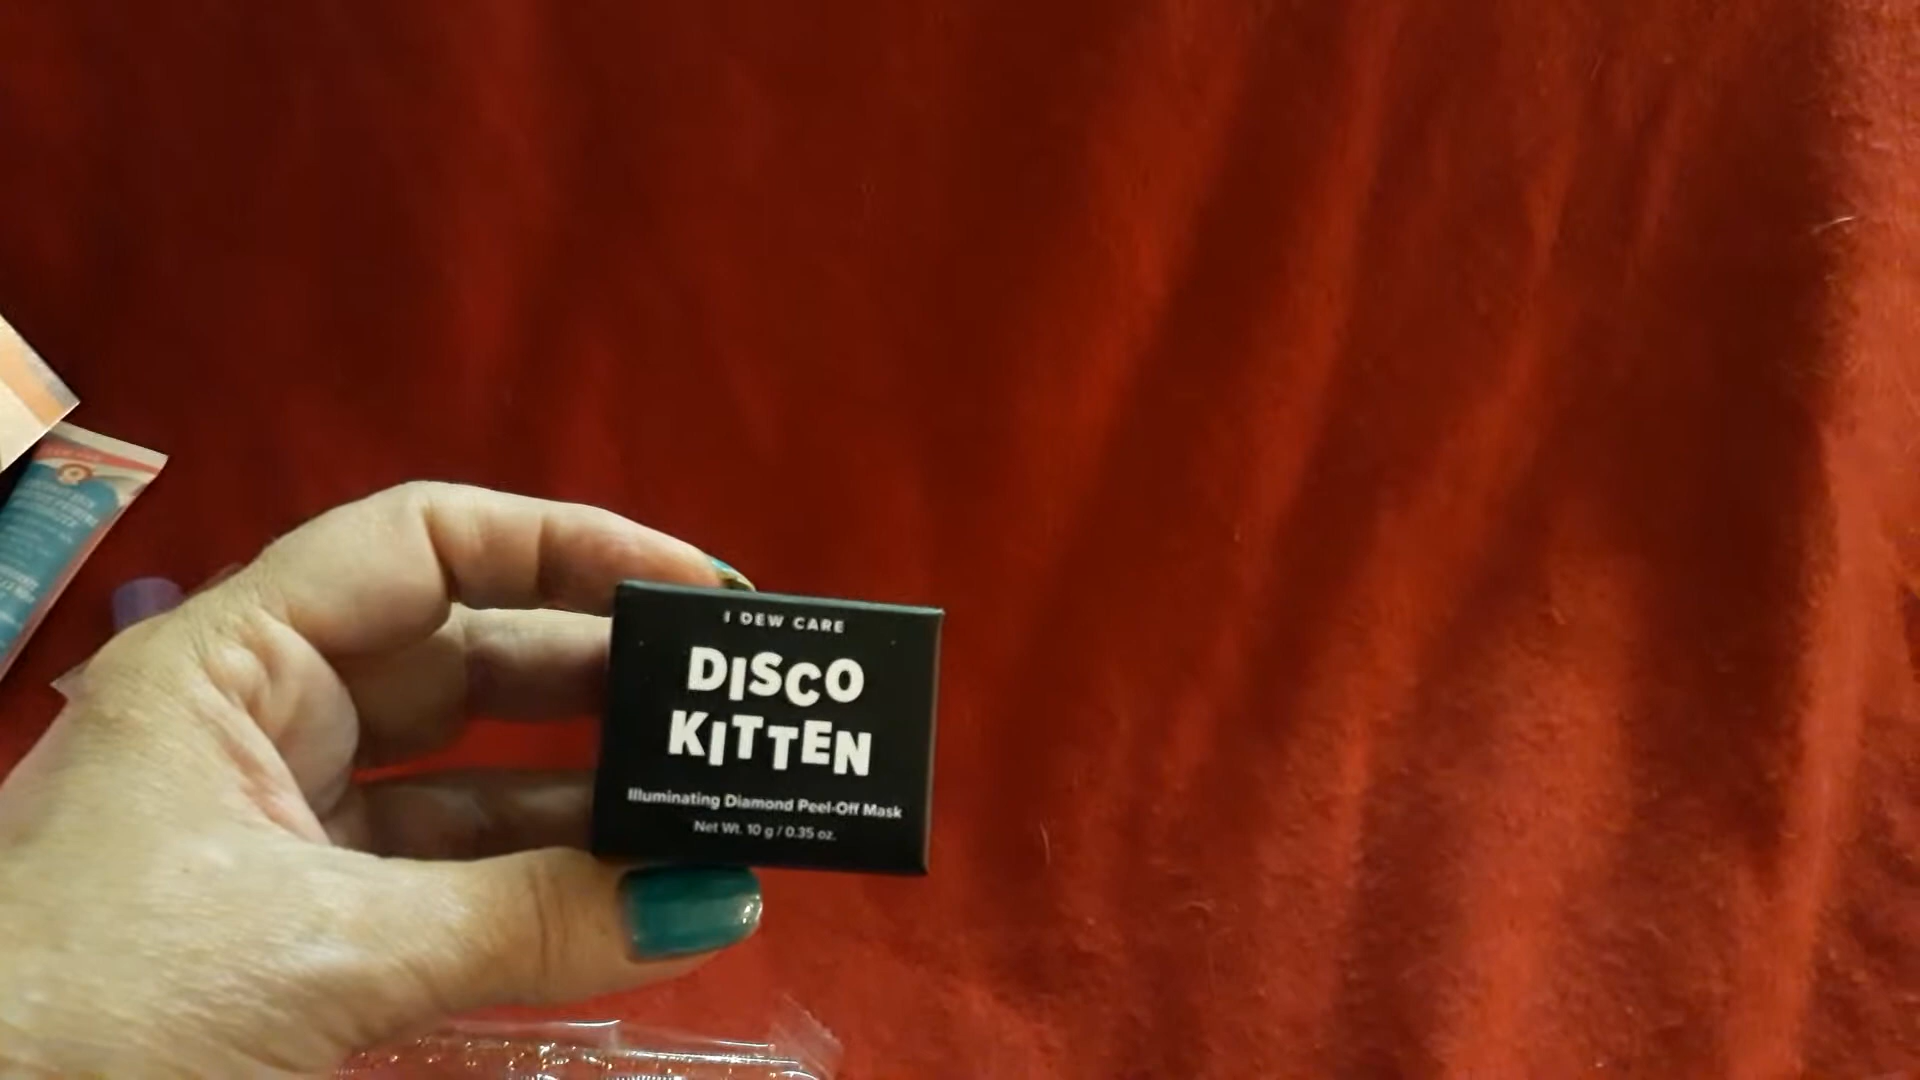 I DEW CARE
DISCO
KITTEN
Illuminating Diamond Peel-Off Mask
Net Wt. 10 g / 0.35 oz.